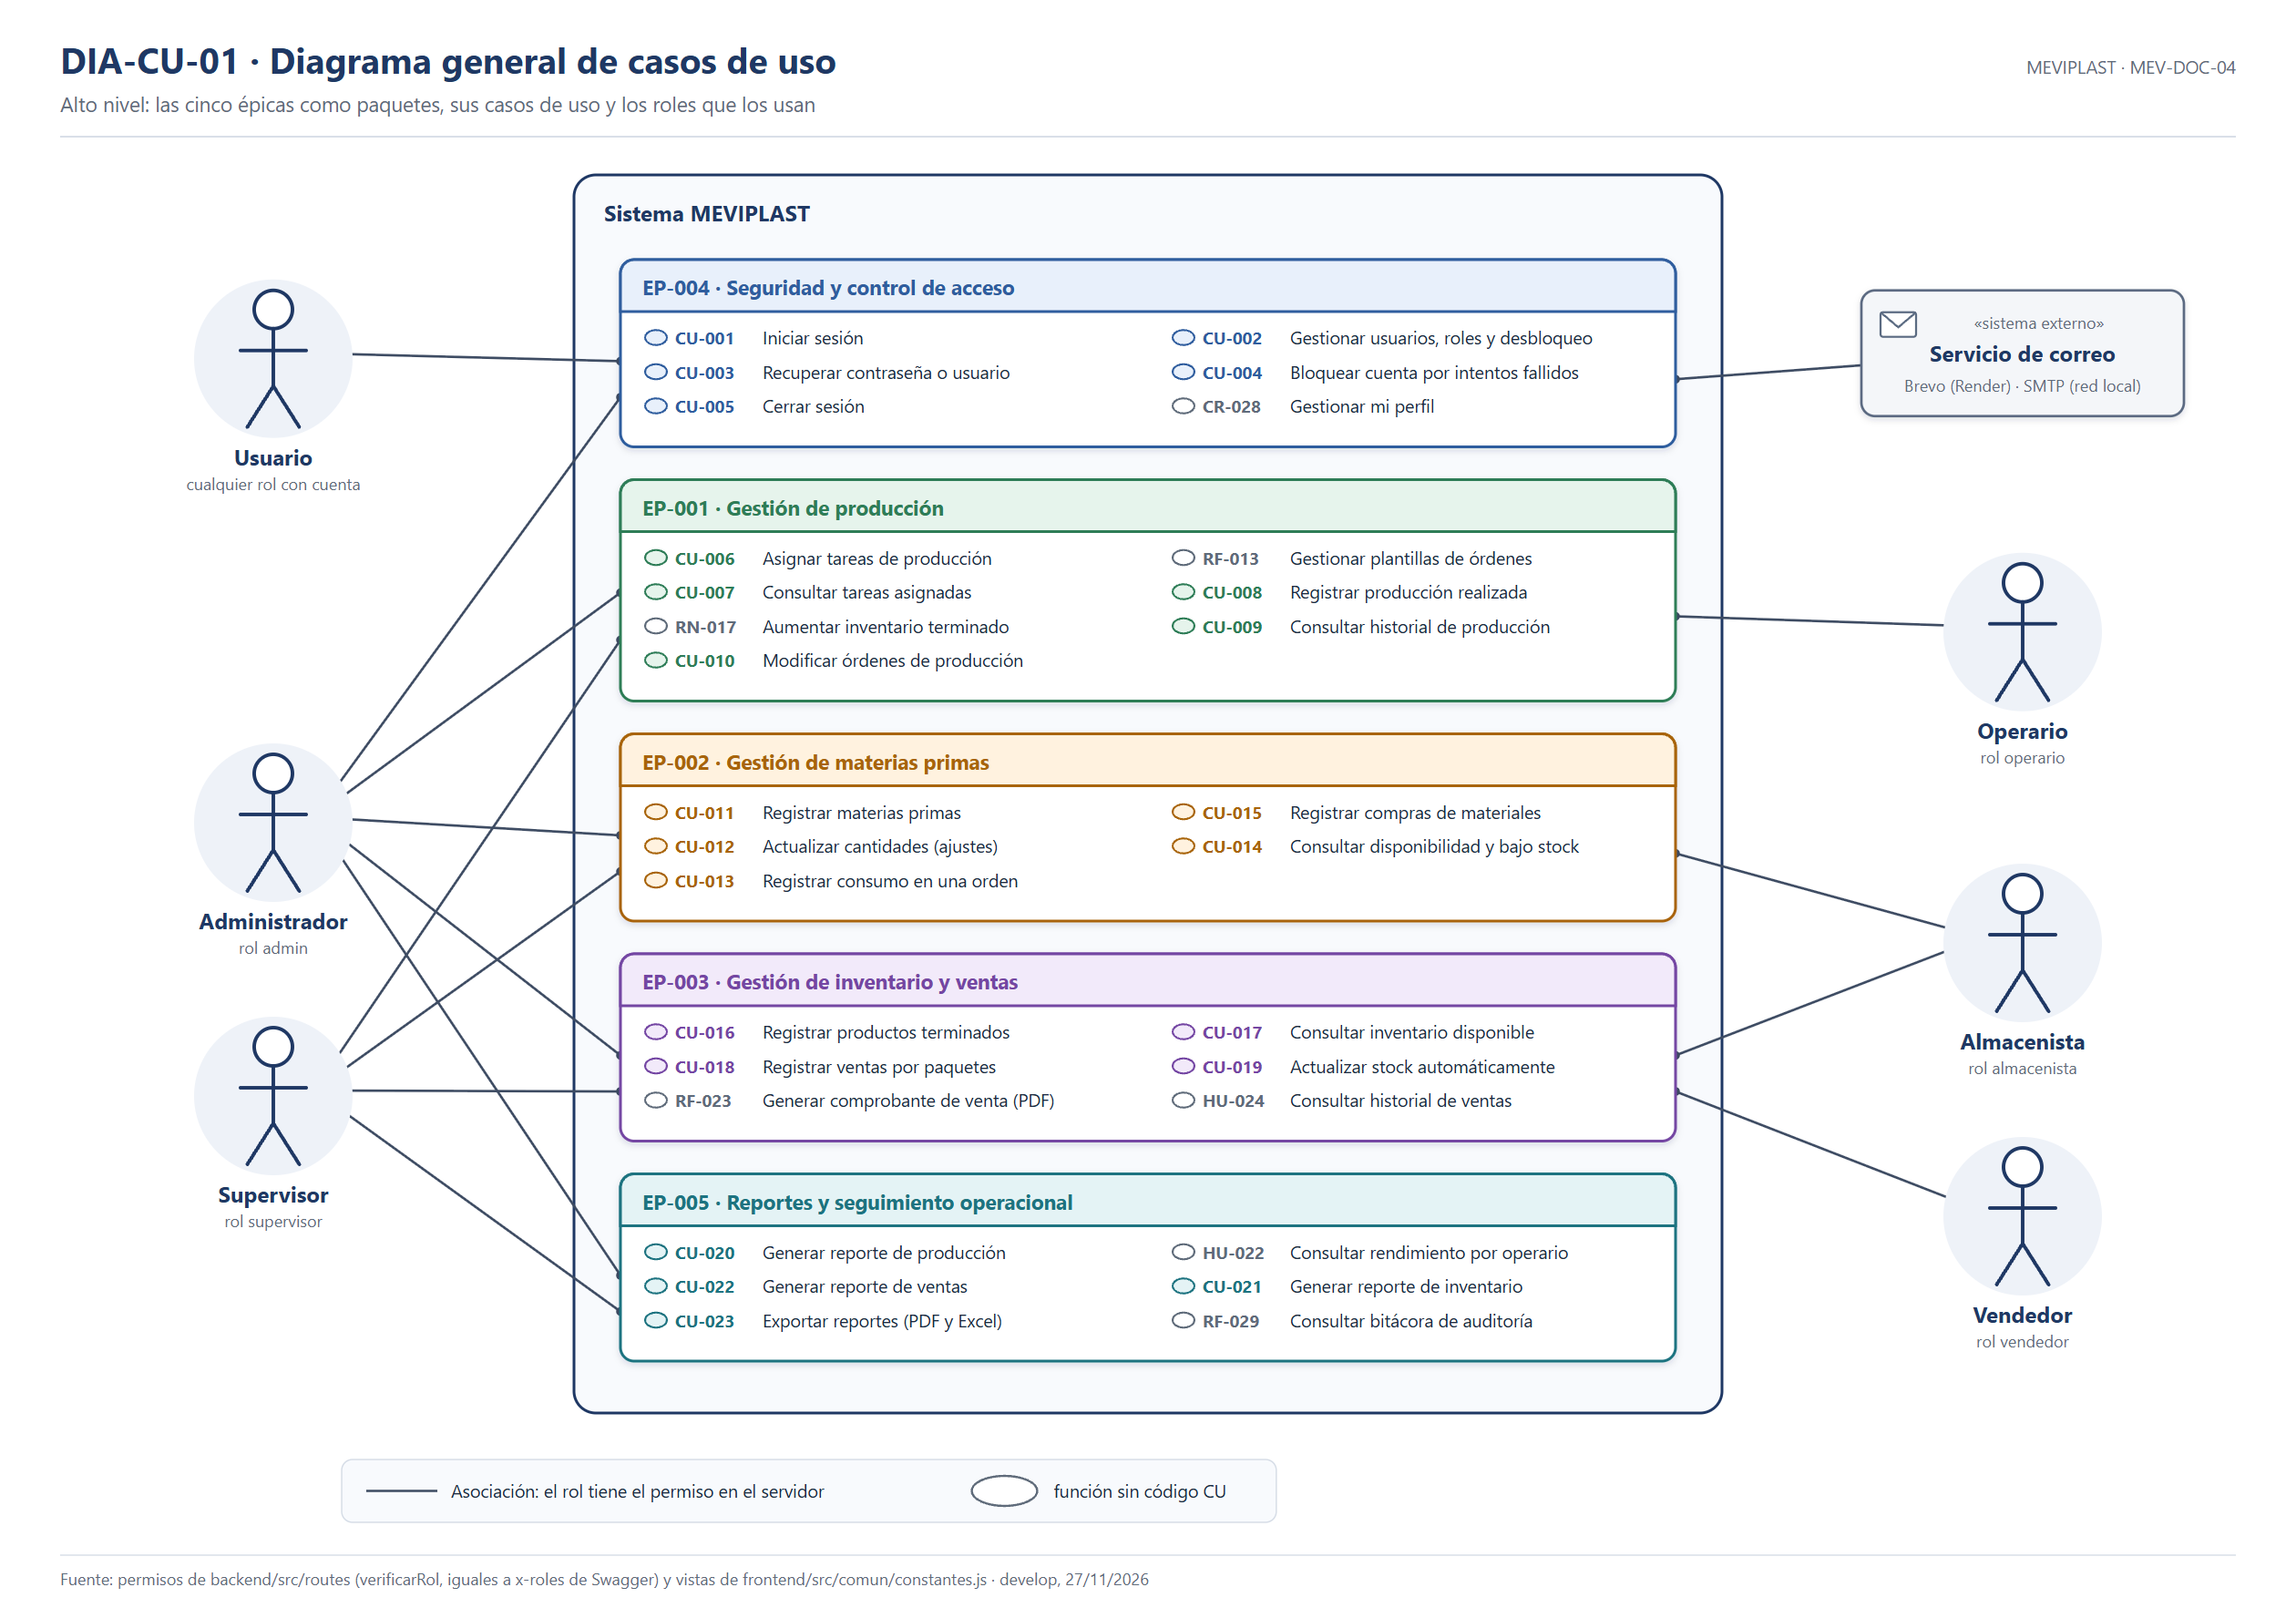 DIA-CU-01 · Diagrama general de casos de uso
MEVIPLAST · MEV-DOC-04
Alto nivel: las cinco épicas como paquetes, sus casos de uso y los roles que los usan
Sistema MEVIPLAST
EP-004 · Seguridad y control de acceso
CU-001 Iniciar sesión
CU-002 Gestionar usuarios, roles y desbloqueo
CU-003 Recuperar contraseña o usuario
CU-004 Bloquear cuenta por intentos fallidos
CU-005 Cerrar sesión
CR-028 Gestionar mi perfil
Usuario
cualquier rol con cuenta
«sistema externo»
Servicio de correo
Brevo (Render) · SMTP (red local)
EP-001 · Gestión de producción
CU-006 Asignar tareas de producción
RF-013 Gestionar plantillas de órdenes
CU-007 Consultar tareas asignadas
CU-008 Registrar producción realizada
RN-017 Aumentar inventario terminado
CU-009 Consultar historial de producción
CU-010 Modificar órdenes de producción
Operario
rol operario
EP-002 · Gestión de materias primas
CU-011 Registrar materias primas
CU-015 Registrar compras de materiales
CU-012 Actualizar cantidades (ajustes)
CU-014 Consultar disponibilidad y bajo stock
CU-013 Registrar consumo en una orden
Administrador
rol admin
EP-003 · Gestión de inventario y ventas
CU-016 Registrar productos terminados
CU-017 Consultar inventario disponible
CU-018 Registrar ventas por paquetes
CU-019 Actualizar stock automáticamente
RF-023 Generar comprobante de venta (PDF)
HU-024 Consultar historial de ventas
Almacenista
rol almacenista
Supervisor
rol supervisor
EP-005 · Reportes y seguimiento operacional
CU-020 Generar reporte de producción
HU-022 Consultar rendimiento por operario
CU-022 Generar reporte de ventas
CU-021 Generar reporte de inventario
CU-023 Exportar reportes (PDF y Excel)
RF-029 Consultar bitácora de auditoría
Vendedor
rol vendedor
Asociación: el rol tiene el permiso en el servidor
función sin código CU
Fuente: permisos de backend/src/routes (verificarRol, iguales a x-roles de Swagger) y vistas de frontend/src/comun/constantes.js · develop, 27/11/2026